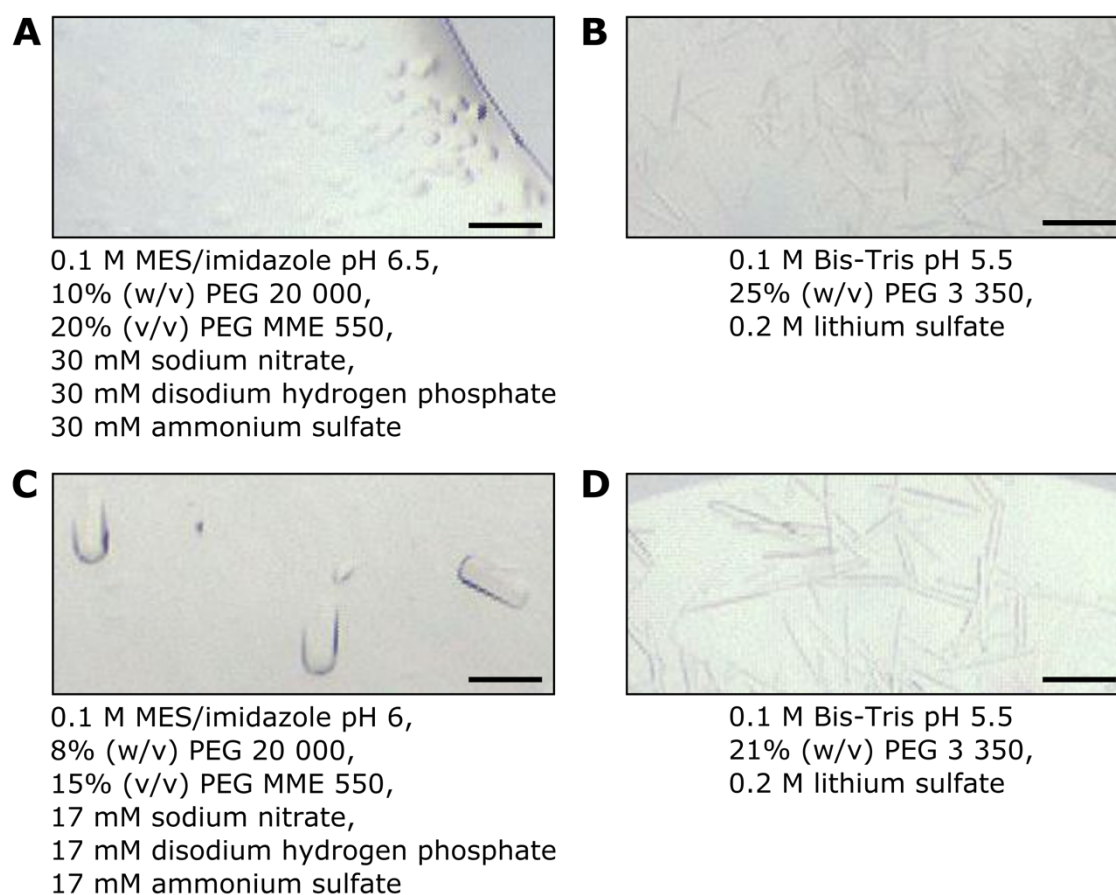 A
0.1 M MES/imidazole pH 6.5,
10% (w/v) PEG 20 000,
20% (v/v) PEG MME 550,
30 mM sodium nitrate,
30 mM disodium hydrogen phosphate
30 mM ammonium sulfate
B
0.1 M Bis-Tris pH 5.5
25% (w/v) PEG 3 350,
0.2 M lithium sulfate
C
0.1 M MES/imidazole pH 6,
8% (w/v) PEG 20 000,
15% (v/v) PEG MME 550,
17 mM sodium nitrate,
17 mM disodium hydrogen phosphate
17 mM ammonium sulfate
D
0.1 M Bis-Tris pH 5.5
21% (w/v) PEG 3 350,
0.2 M lithium sulfate